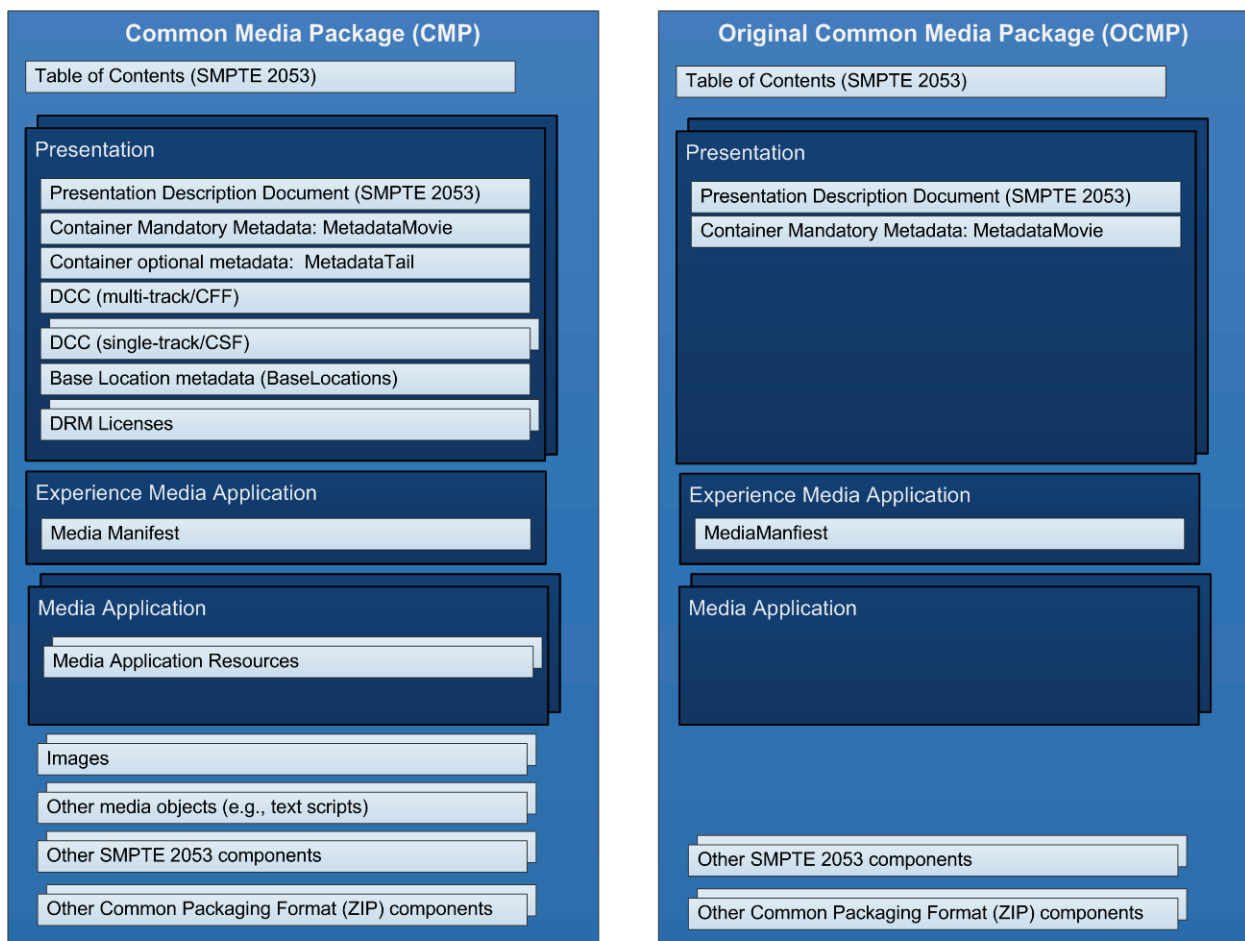 Common Media Package (CMP)
Table of Contents (SMPTE 2053)
Presentation
Presentation Description Document (SMPTE 2053)
Container Mandatory Metadata: MetadataMovie
Container optional metadata:  MetadataTail
DCC (multi-track/CFF)
DCC (single-track/CSF)
Base Location metadata (BaseLocations)
DRM Licenses
Experience Media Application
Media Manifest
Media Application
Media Application Resources
Images
Other media objects (e.g., text scripts)
Other SMPTE 2053 components
Other Common Packaging Format (ZIP) components
Original Common Media Package (OCMP)
Table of Contents (SMPTE 2053)
Presentation
Presentation Description Document (SMPTE 2053)
Container Mandatory Metadata: MetadataMovie
Experience Media Application
MediaManfiest
Media Application
Other SMPTE 2053 components
Other Common Packaging Format (ZIP) components